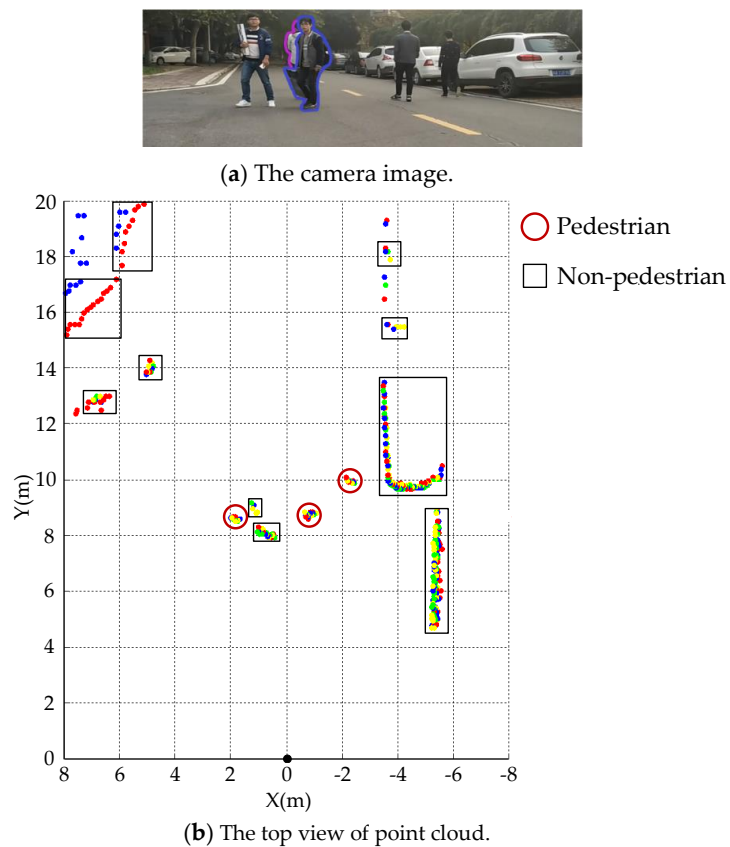 (a) The camera image.
20
18
16
14
12
10
8
6
4
2
0
Y(m)
8 6 4 2 0 -2 -4 -6 -8
X(m)
Pedestrian
Non-pedestrian
(b) The top view of point cloud.